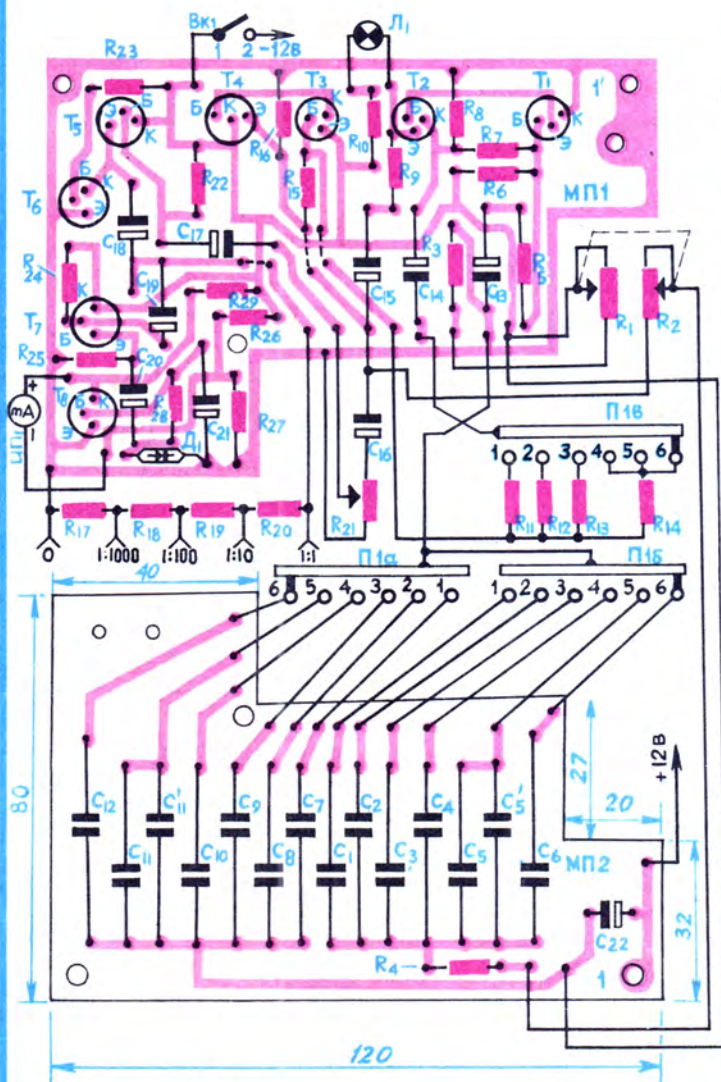 Вк1
1 2 -12В
Л1
R23
Т5 Б Э К
Т4 Б К Э
Т3 Б К Э
Т2 Б К Э
Т1 Б К Э
1'
R16
R10
R8
R7
R6
R22
R15
R9
МП1
Т6 Б К Э
C18
C17
R24
C19
R29
R26
C15
R3
C14
C13
R5
R1
R2
Т7 К Б Э
R25
C20
Т8 Б К Э
mA
+
−
ИП1
R28
C21
R27
Д1
C16
R21
П1в
1 2 3 4 5 6
R11 R12 R13 R14
R17 R18 R19 R20
0 1:1000 1:100 1:10 1:1
П1а П1б
6 5 4 3 2 1 1 2 3 4 5 6
40
80
27
20
+12В
C12 C11' C9 C7 C2 C4 C5'
C11 C10 C8 C1 C3 C5 C6 МП2
C22
32
R4
1
120